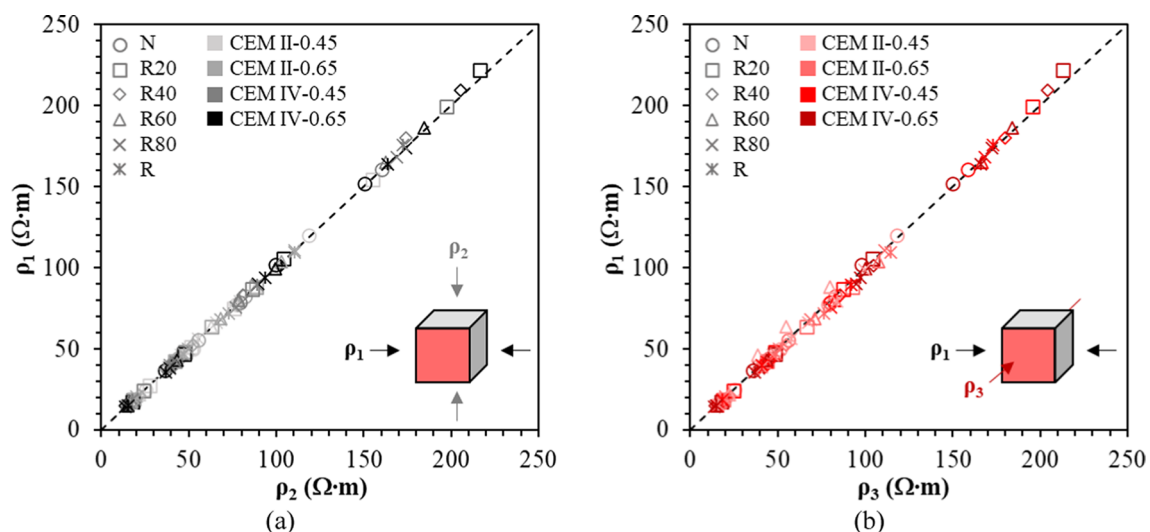 250
200
150
100
50
0
ρ₁ (Ω·m)
N
R20
R40
R60
R80
R
CEM II-0.45
CEM II-0.65
CEM IV-0.45
CEM IV-0.65
ρ₂
ρ₁
0 50 100 150 200 250
ρ₂ (Ω·m)
(a)
250
200
150
100
50
0
ρ₁ (Ω·m)
N
R20
R40
R60
R80
R
CEM II-0.45
CEM II-0.65
CEM IV-0.45
CEM IV-0.65
ρ₁
ρ₃
0 50 100 150 200 250
ρ₃ (Ω·m)
(b)